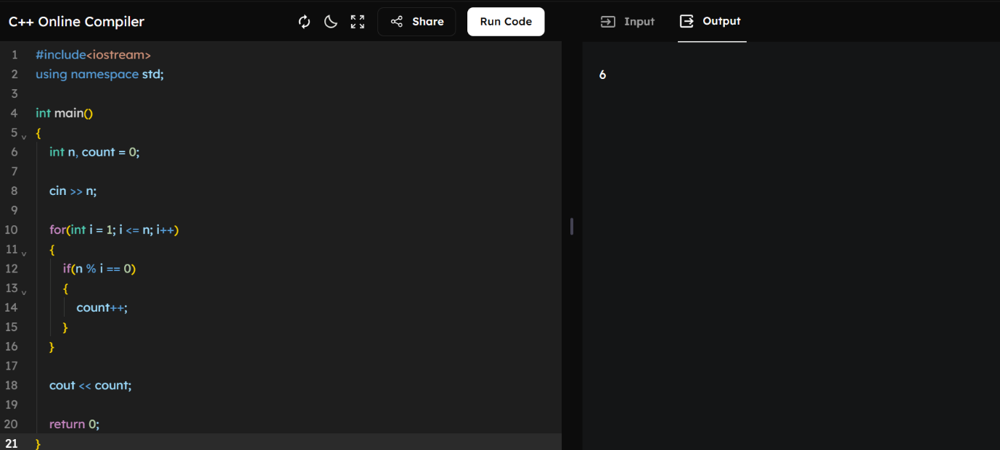 C++ Online Compiler
Share
Run Code
Input
Output
1 #include<iostream>
2 using namespace std;
3
4 int main()
5 {
6 int n, count = 0;
7
8 cin >> n;
9
10 for(int i = 1; i <= n; i++)
11 {
12 if(n % i == 0)
13 {
14 count++;
15 }
16 }
17
18 cout << count;
19
20 return 0;
21 }
6